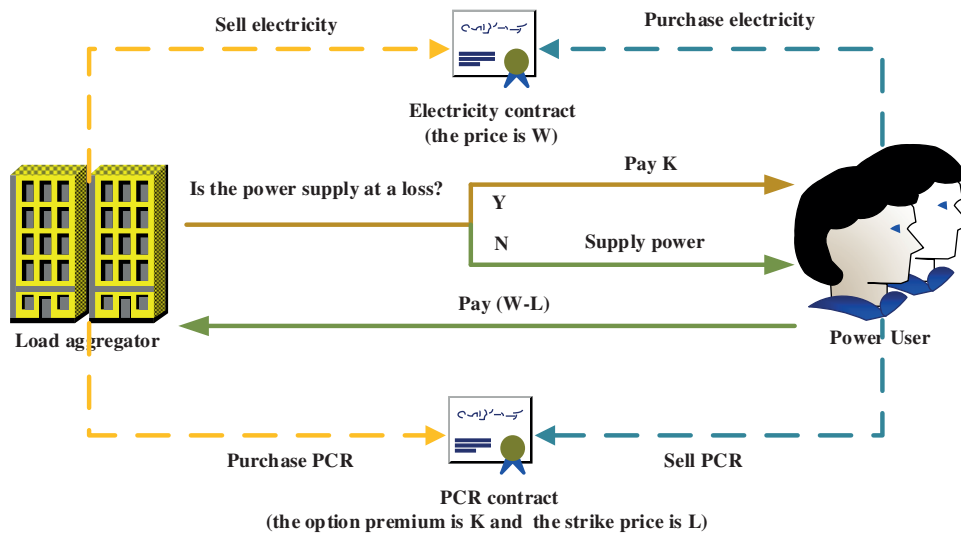 Sell electricity
Purchase electricity
Electricity contract
(the price is W)
Is the power supply at a loss?
Pay K
Y
N
Supply power
Pay (W-L)
Load aggregator
Power User
Purchase PCR
Sell PCR
PCR contract
(the option premium is K and the strike price is L)